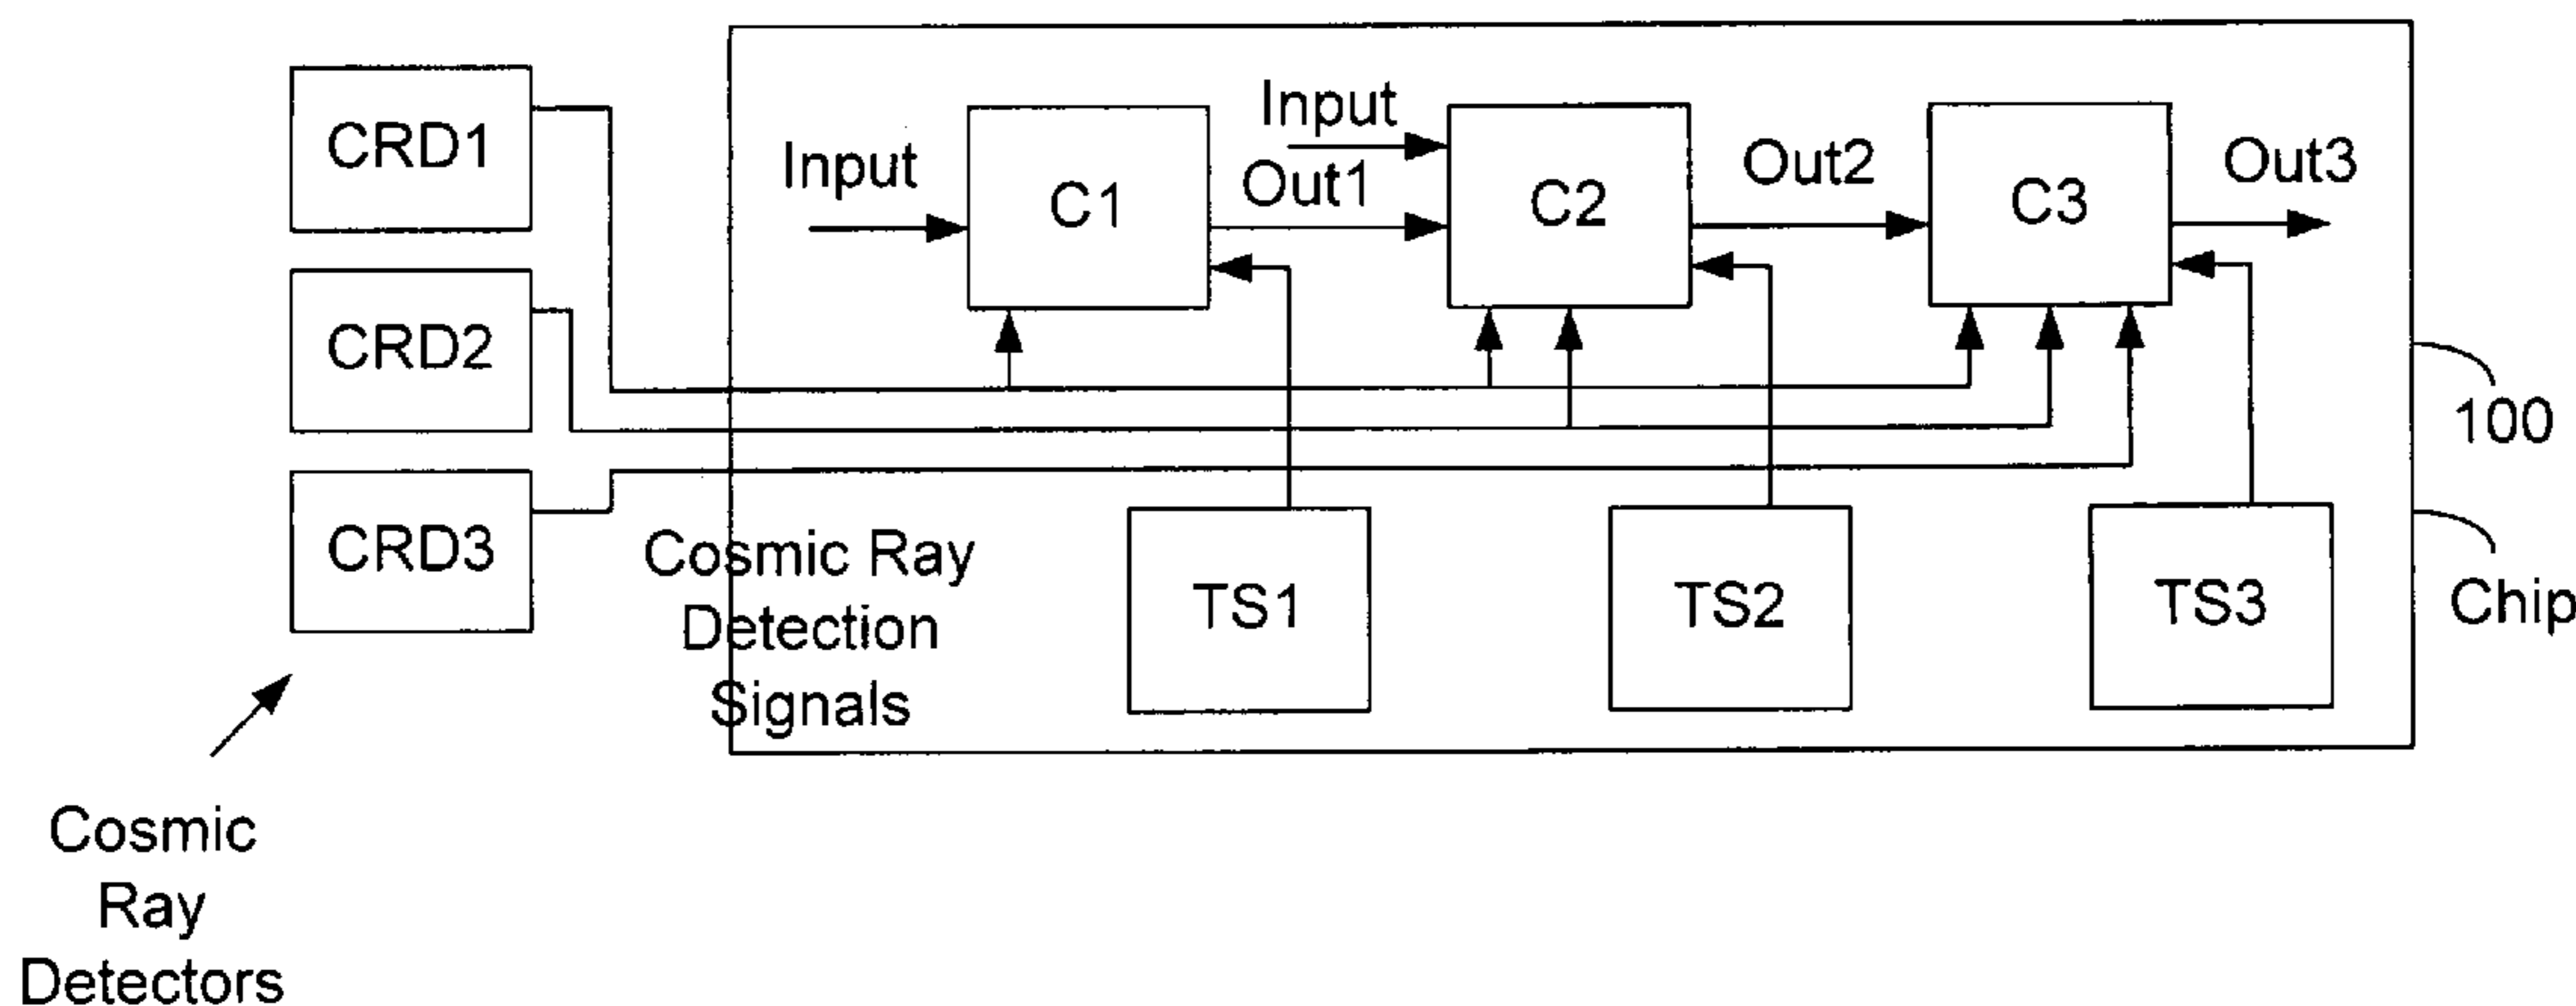 CRD1
CRD2
CRD3
Input
C1
Input
Out1
C2
Out2
C3
Out3
100
Cosmic Ray
Detection
Signals
TS1
TS2
TS3
Chip
Cosmic
Ray
Detectors